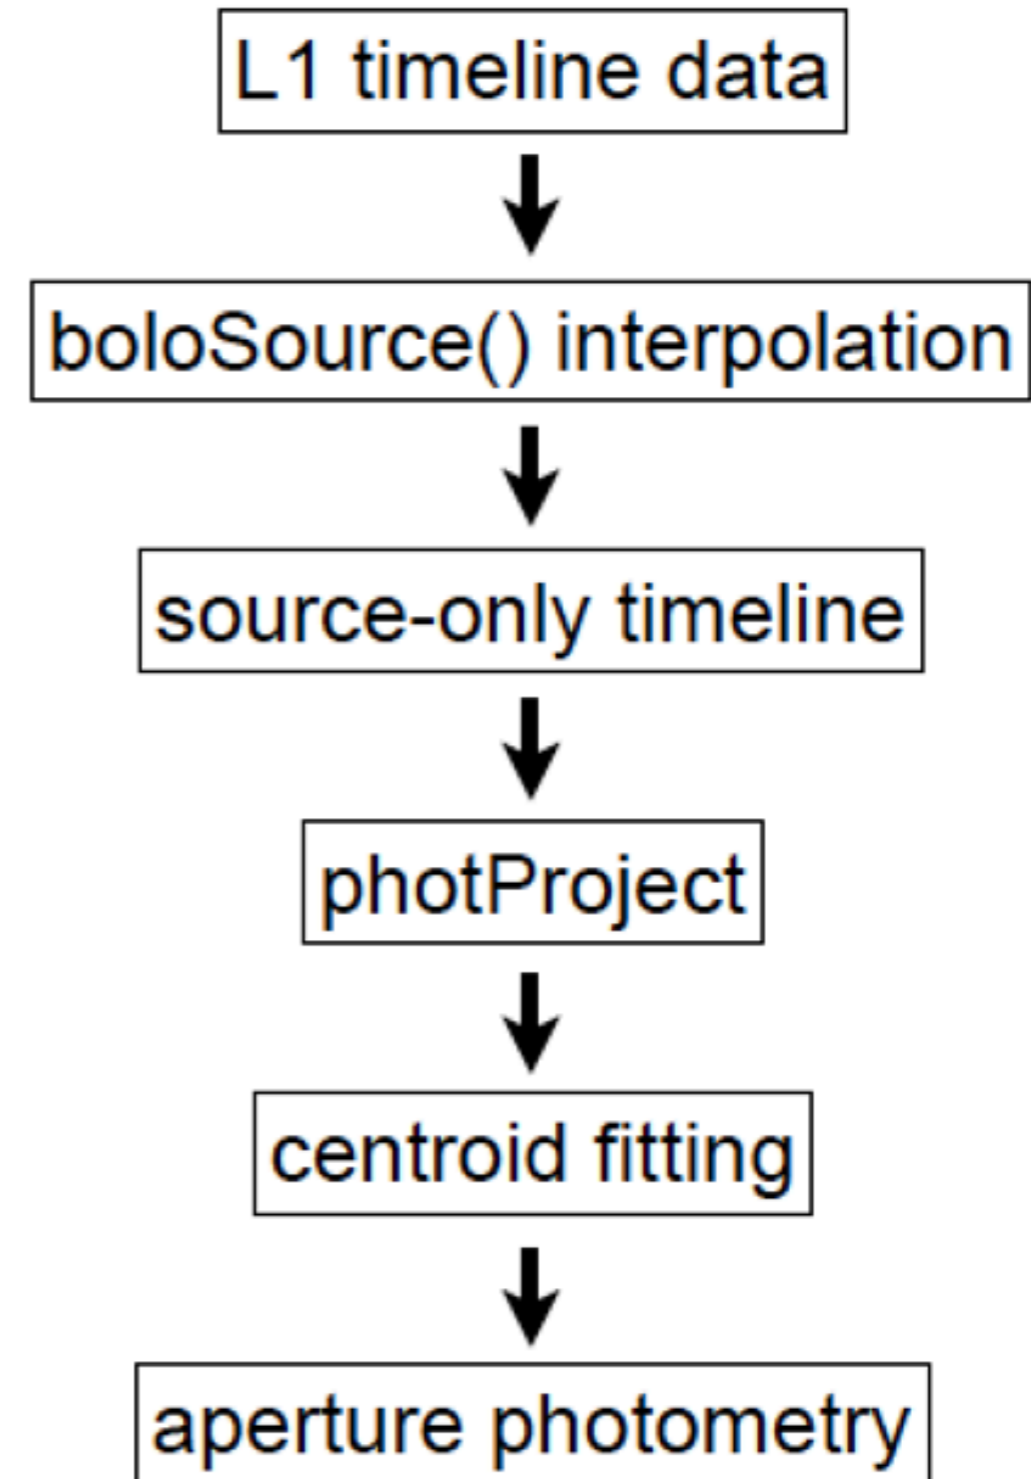 L1 timeline data
boloSource() interpolation
source-only timeline
photProject
centroid fitting
aperture photometry